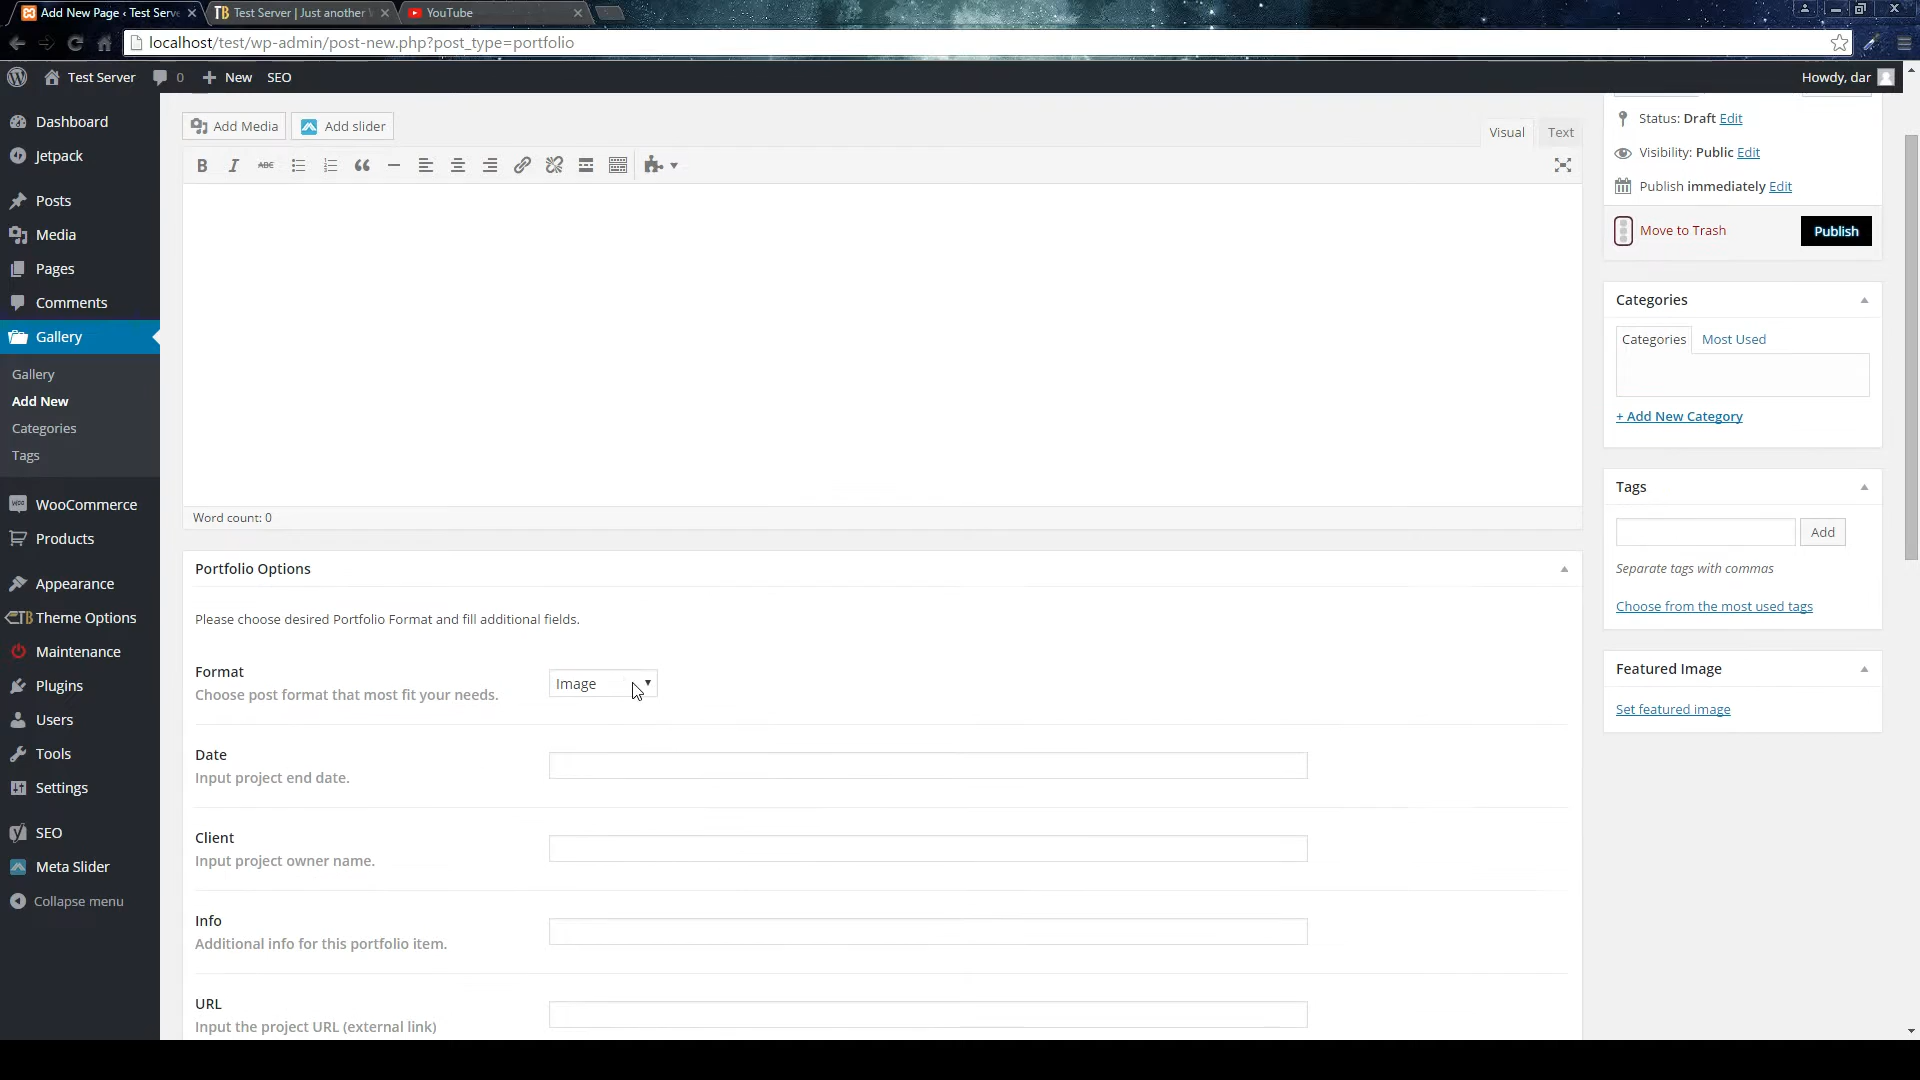 Add New Page ‹ Test Serve
TB Test Server | Just another W
YouTube
localhost/test/wp-admin/post-new.php?post_type=portfolio
Test Server
0
New
SEO
Howdy, dar
Dashboard
Jetpack
Posts
Media
Pages
Comments
Gallery
Gallery
Add New
Categories
Tags
WooCommerce
Products
Appearance
TB Theme Options
Maintenance
Plugins
Users
Tools
Settings
SEO
Meta Slider
Collapse menu
Add Media
Add slider
Visual
Text
B
I
ABC
Word count: 0
Portfolio Options
Please choose desired Portfolio Format and fill additional fields.
Format
Choose post format that most fit your needs.
Image
Date
Input project end date.
Client
Input project owner name.
Info
Additional info for this portfolio item.
URL
Input the project URL (external link)
Status: Draft Edit
Visibility: Public Edit
Publish immediately Edit
Move to Trash
Publish
Categories
Categories
Most Used
+ Add New Category
Tags
Add
Separate tags with commas
Choose from the most used tags
Featured Image
Set featured image